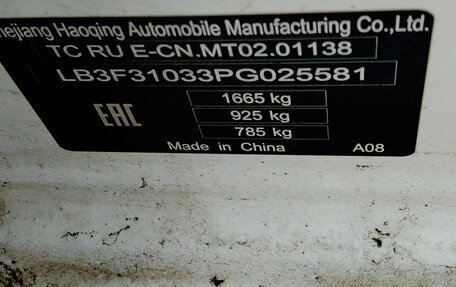 Haoqing Automobile Manufacturing Co.,Ltd.
TC RU E-CN.MT02.01138
LB3F31033PG025581
1665 kg
EAC 925 kg
785 kg
Made in China A08